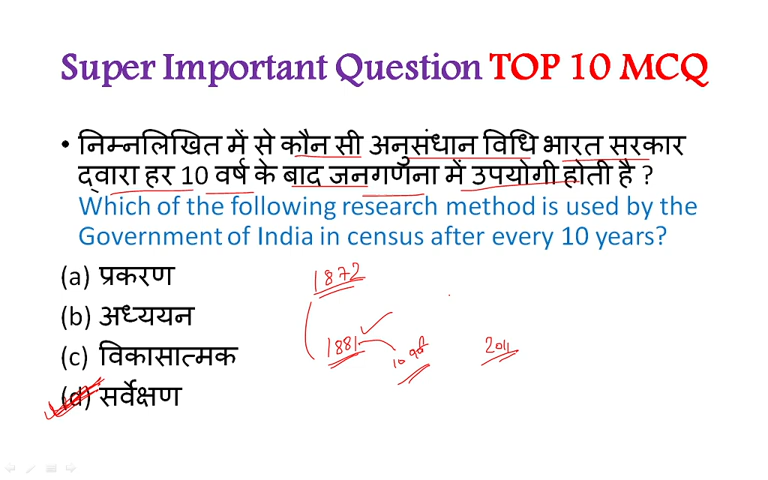 Super Important Question TOP 10 MCQ
• निम्नलिखित में से कौन सी अनुसंधान विधि भारत सरकार
द्वारा हर 10 वर्ष के बाद जनगणना में उपयोगी होती है ?
Which of the following research method is used by the
Government of India in census after every 10 years?
(a) प्रकरण
1872
(b) अध्ययन
1881
10 वर्ष
2011
(c) विकासात्मक
(d) सर्वेक्षण